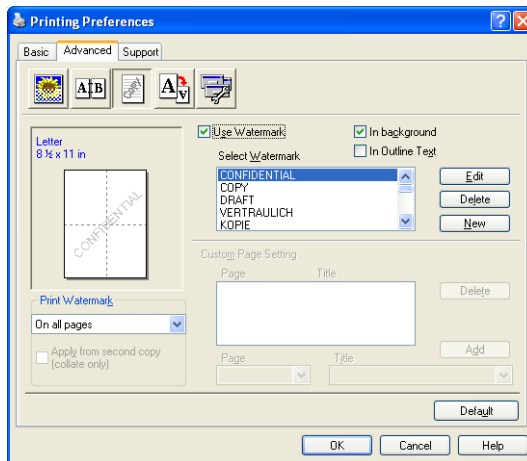 Printing Preferences
Basic
Advanced
Support
A B
COPY
A A
Letter
8 ½ x 11 in
CONFIDENTIAL
Use Watermark
In background
In Outline Text
Select Watermark
CONFIDENTIAL
COPY
DRAFT
VERTRAULICH
KOPIE
Edit
Delete
New
Print Watermark
On all pages
Apply from second copy
(collate only)
Custom Page Setting
Page Title
Delete
Add
Page Title
Default
OK Cancel Help